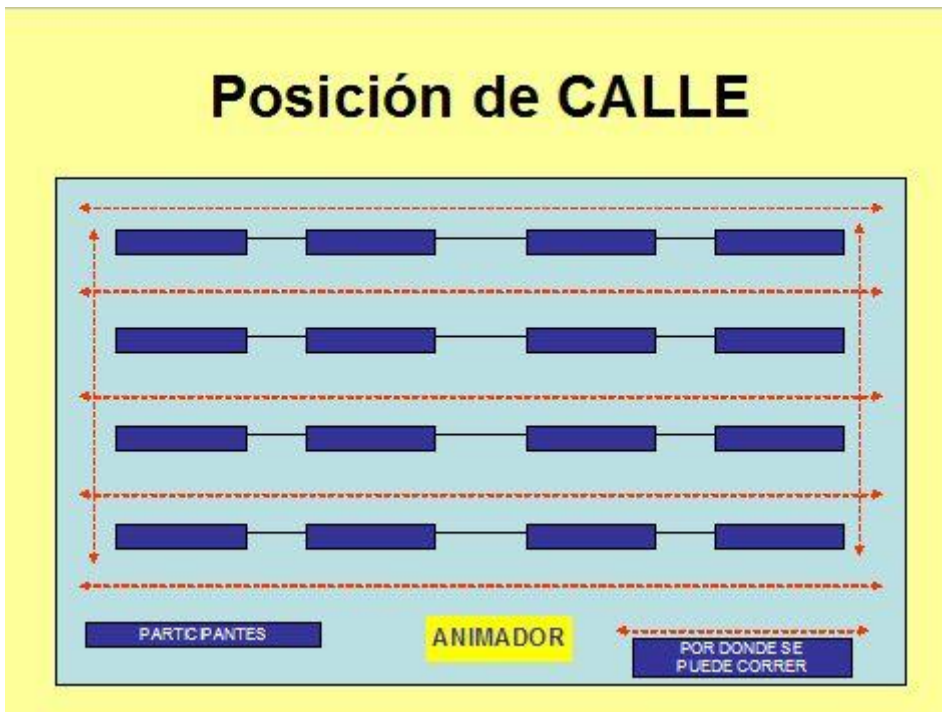 Posición de CALLE
PARTICIPANTES
ANIMADOR
POR DONDE SE
PUEDE CORRER